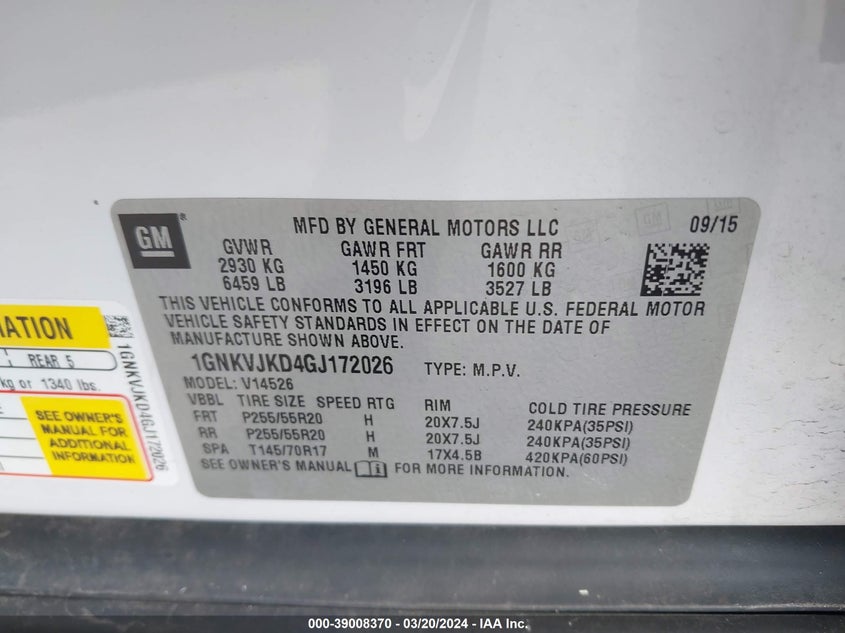 GM
®
MFD BY GENERAL MOTORS LLC
09/15
GVWR GAWR FRT GAWR RR
2930 KG 1450 KG 1600 KG
6459 LB 3196 LB 3527 LB
THIS VEHICLE CONFORMS TO ALL APPLICABLE U.S. FEDERAL MOTOR
VEHICLE SAFETY STANDARDS IN EFFECT ON THE DATE OF
MANUFACTURE SHOWN ABOVE.
1GNKVJKD4GJ172026 TYPE: M.P.V.
MODEL: V14526
VBBL TIRE SIZE SPEED RTG RIM COLD TIRE PRESSURE
FRT P255/55R20 H 20X7.5J 240KPA(35PSI)
RR P255/55R20 H 20X7.5J 240KPA(35PSI)
SPA T145/70R17 M 17X4.5B 420KPA(60PSI)
SEE OWNER'S MANUAL FOR MORE INFORMATION.
REAR 5
kg or 1340 lbs.
SEE OWNER'S
MANUAL FOR
ADDITIONAL
INFORMATION
1GNKVJKD4GJ172026
000-39008370 - 03/20/2024 - IAA Inc.